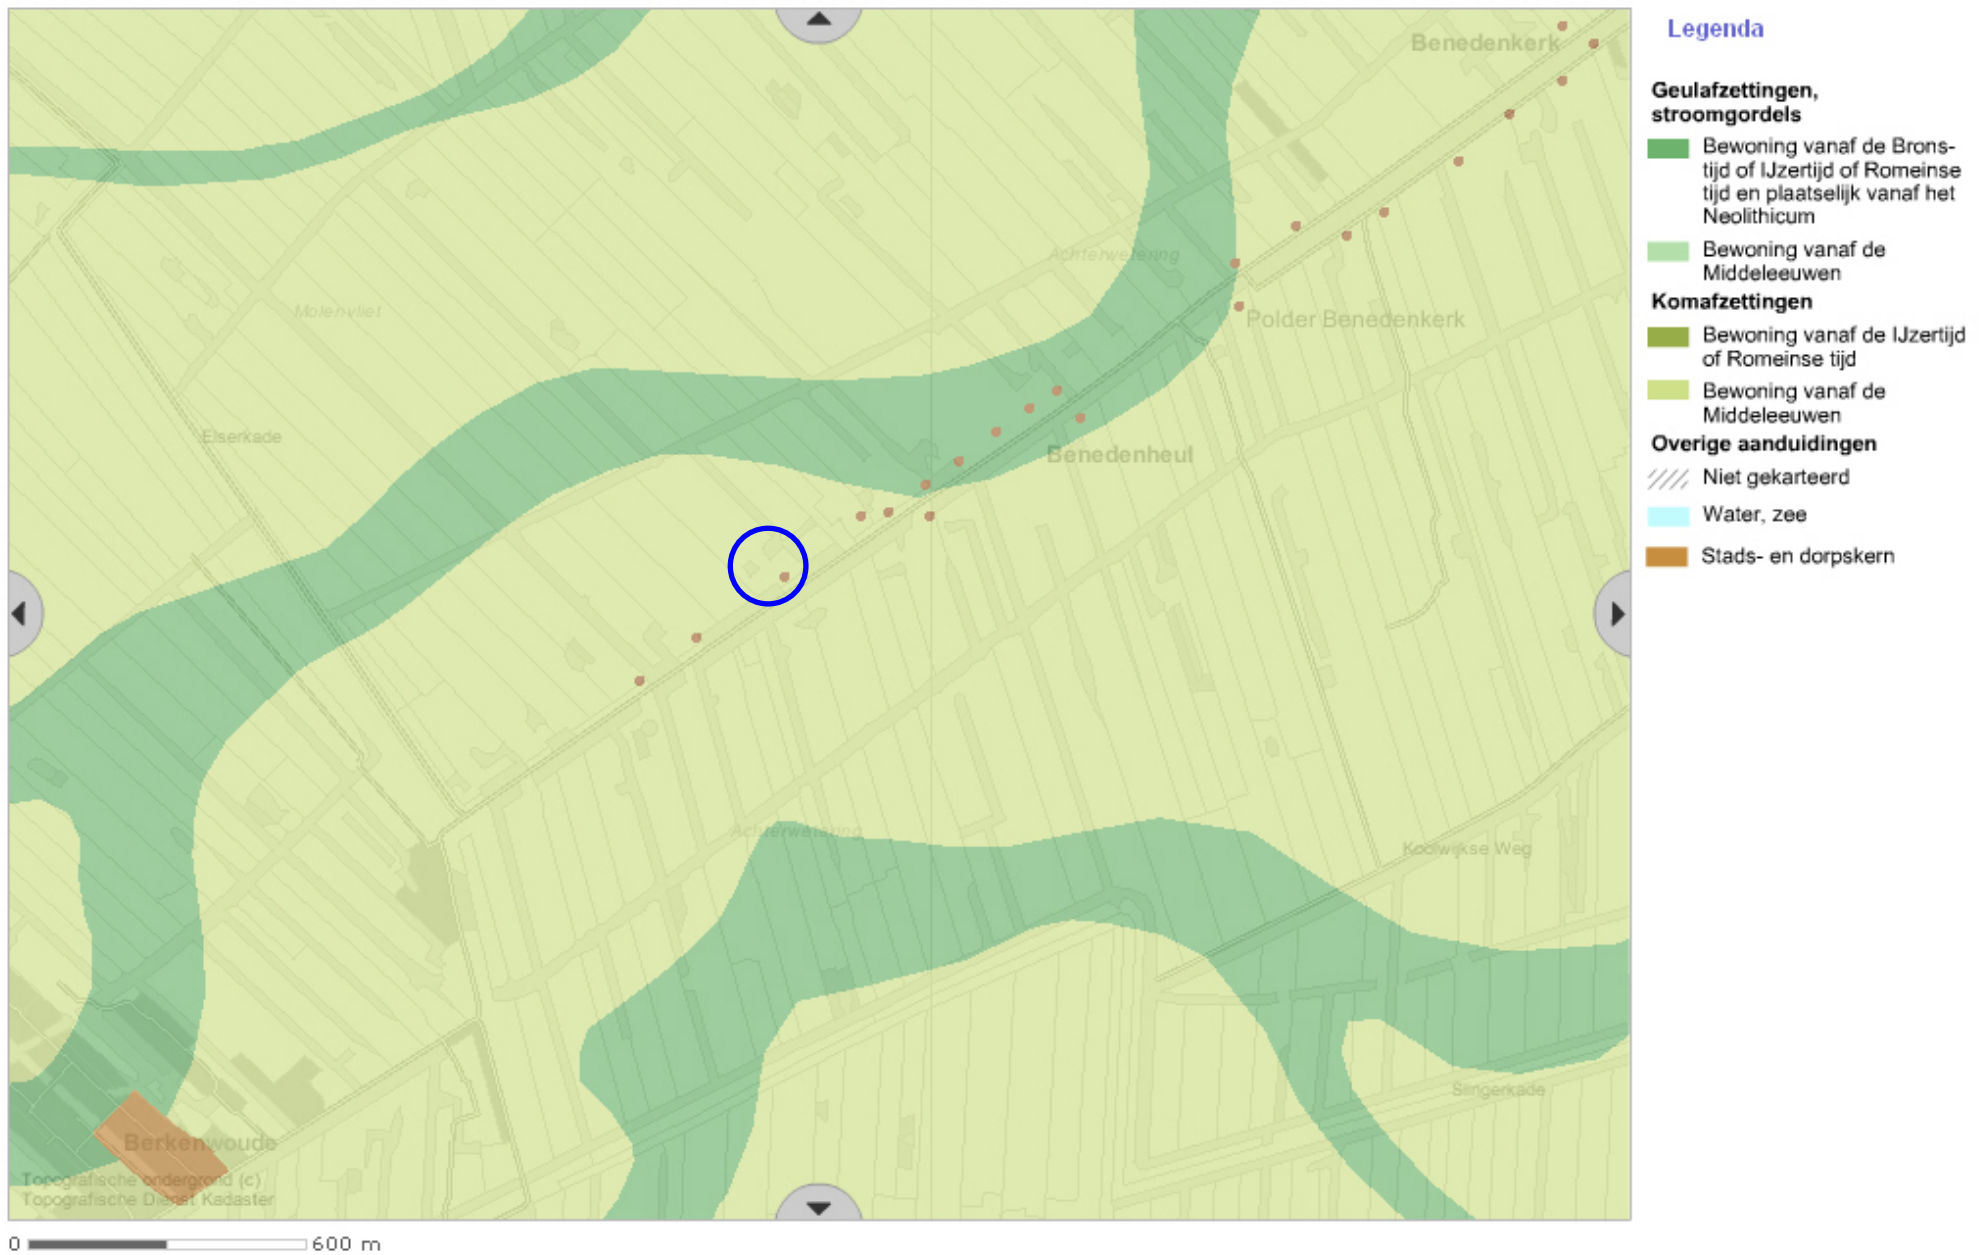 Benedenkerk
Achterwetering
Molenvliet
Polder Benedenkerk
Elserkade
Benedenheul
Achterwetering
Koolwijkse Weg
Slingerkade
Berkenwoude
Topografische ondergrond (c)
Topografische Dienst Kadaster
0 600 m
Legenda
Geulafzettingen,
stroomgordels
Bewoning vanaf de Brons-
tijd of IJzertijd of Romeinse
tijd en plaatselijk vanaf het
Neolithicum
Bewoning vanaf de
Middeleeuwen
Komafzettingen
Bewoning vanaf de IJzertijd
of Romeinse tijd
Bewoning vanaf de
Middeleeuwen
Overige aanduidingen
Niet gekarteerd
Water, zee
Stads- en dorpskern